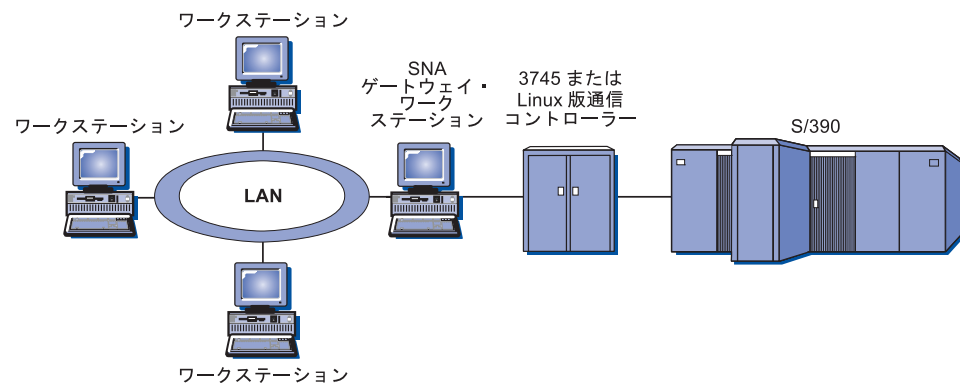 ワークステーション
SNA
ゲートウェイ・
ワーク
ステーション
3745 または
Linux 版通信
コントローラー
S/390
ワークステーション
LAN
ワークステーション